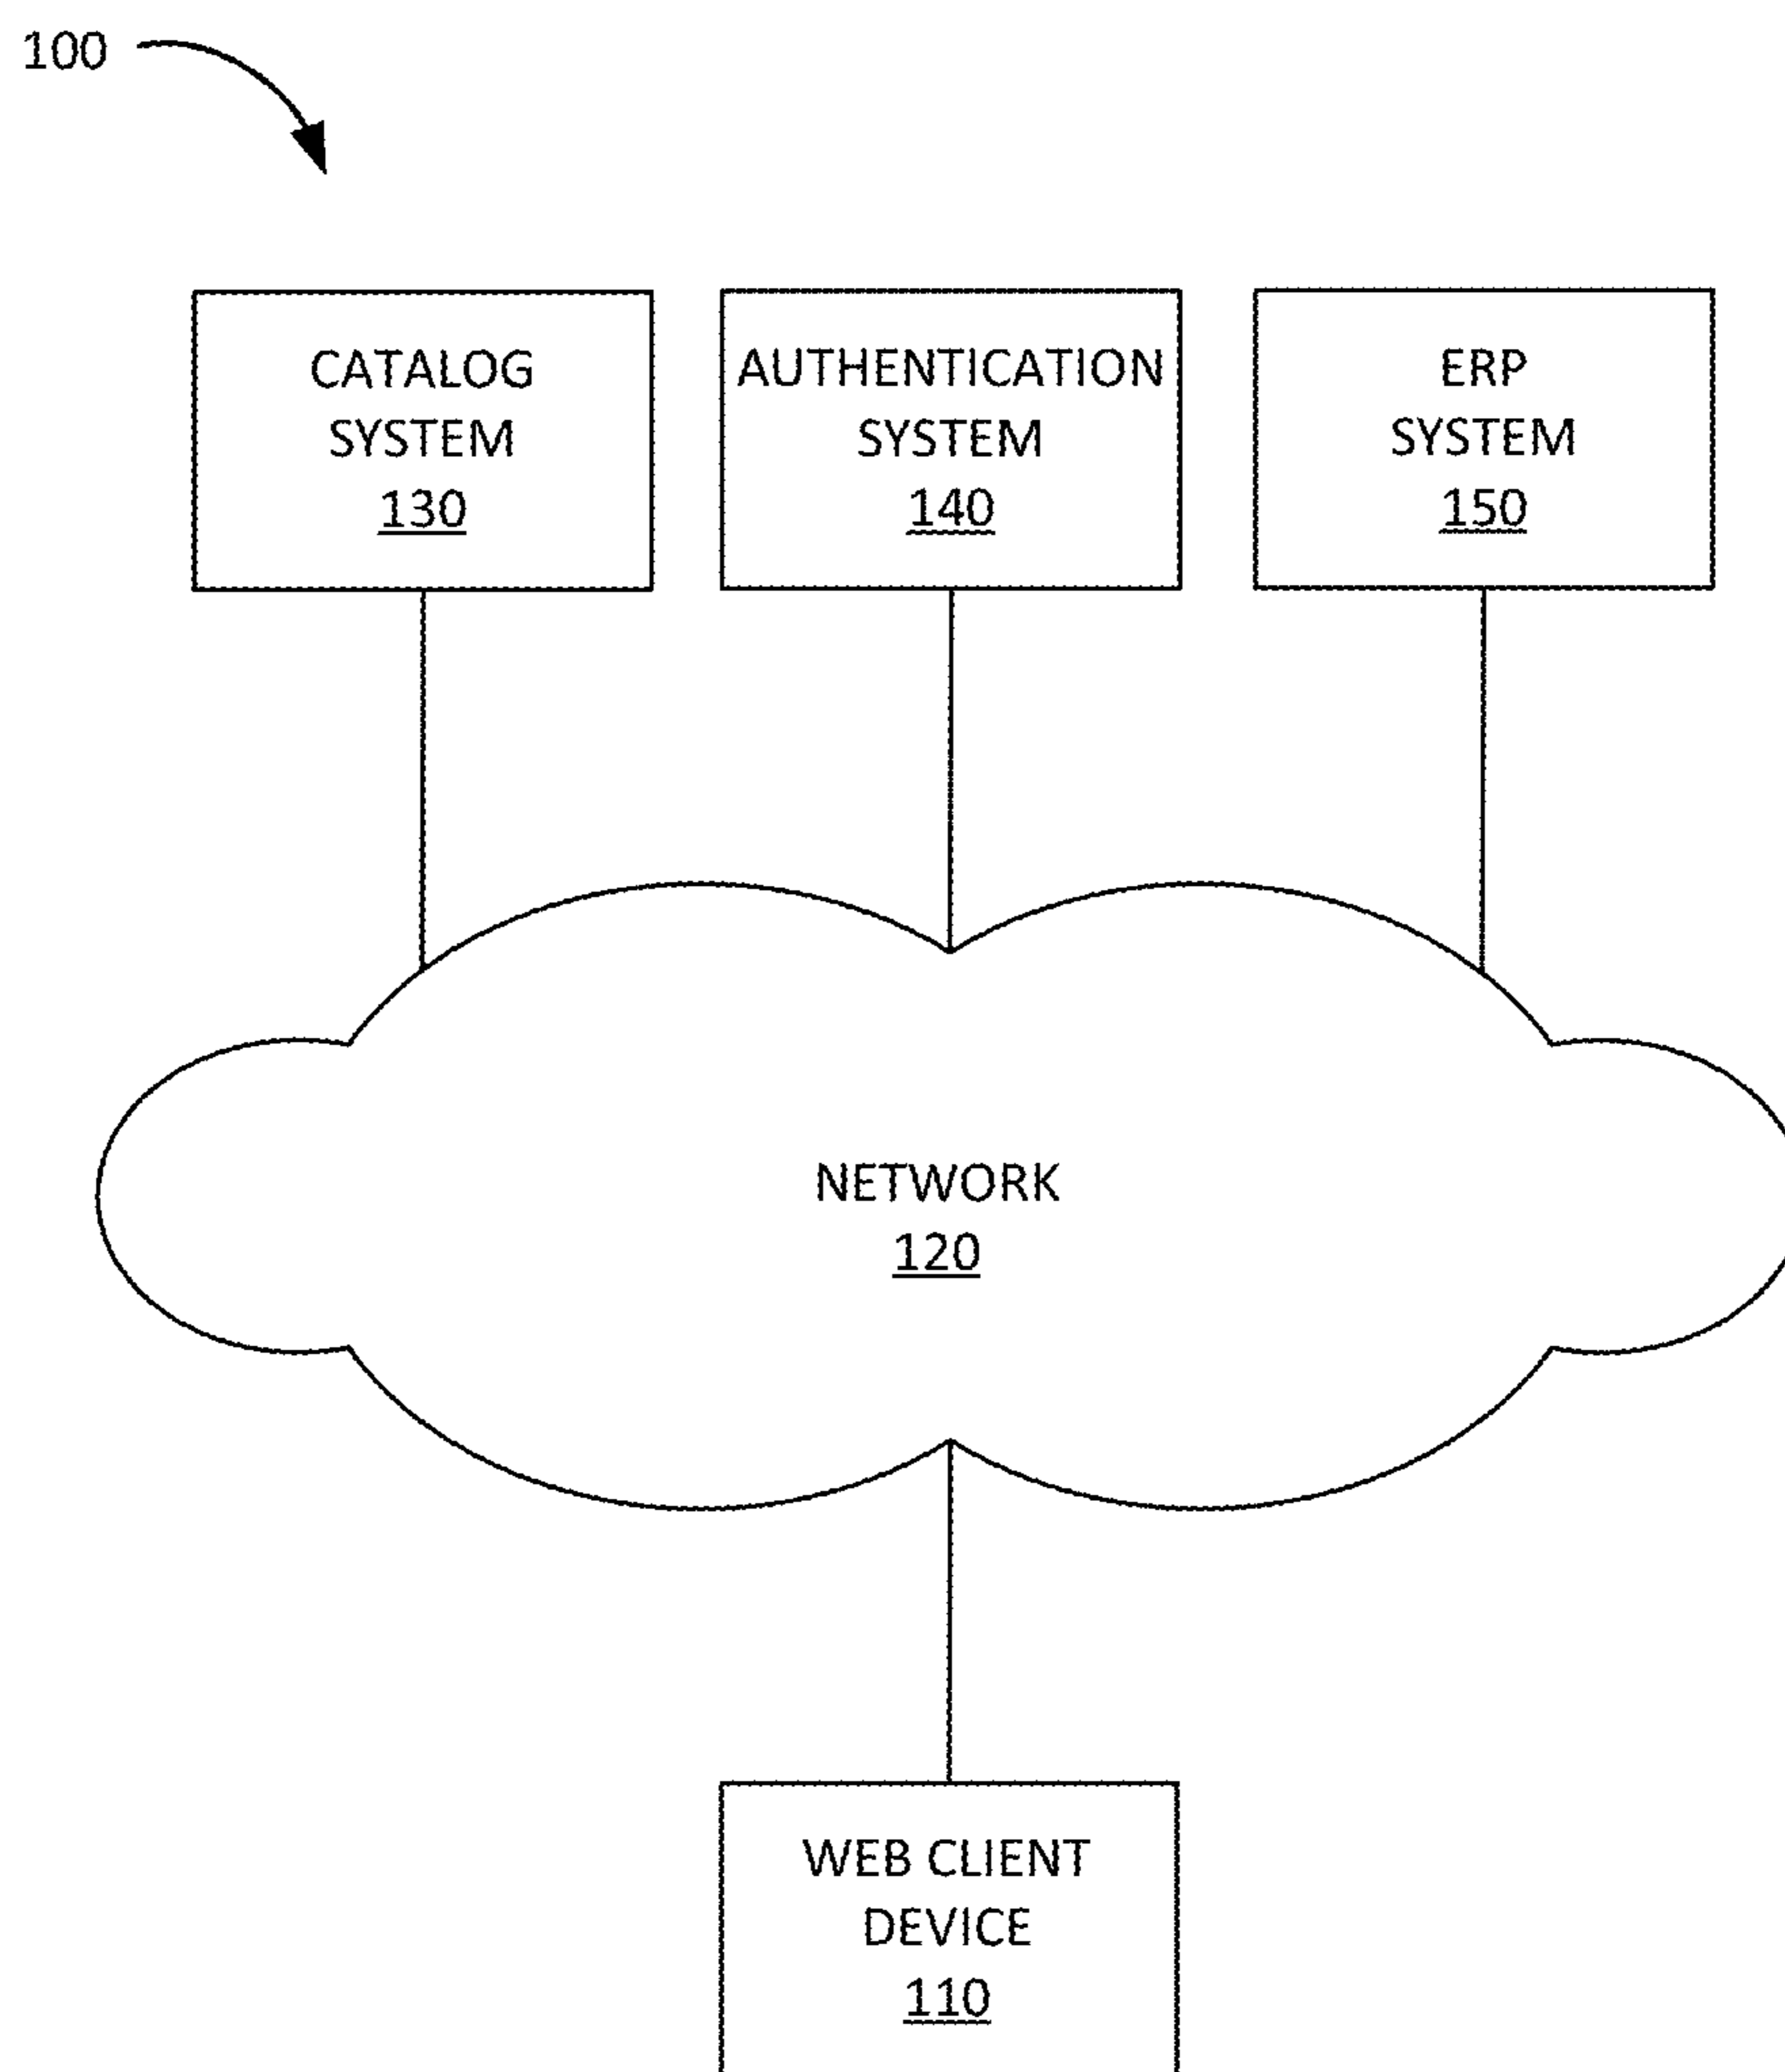 100
CATALOG
SYSTEM
130
AUTHENTICATION
SYSTEM
140
ERP
SYSTEM
150
NETWORK
120
WEB CLIENT
DEVICE
110